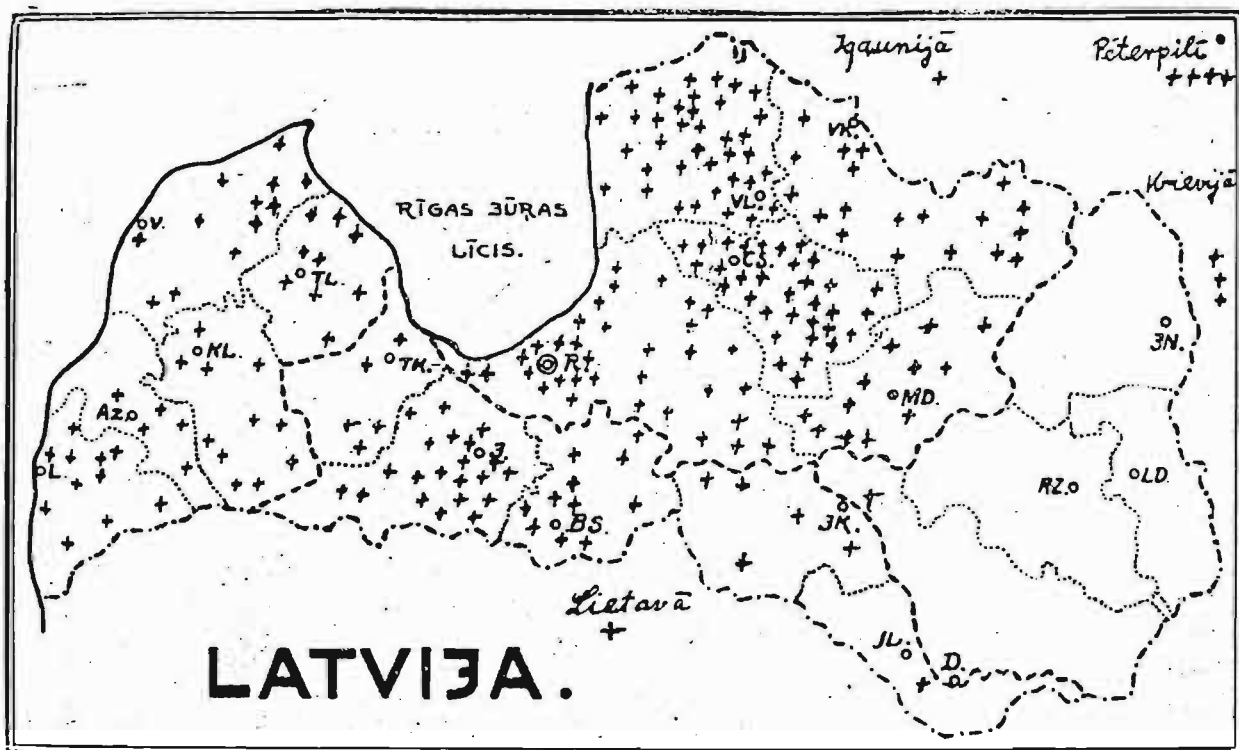 Igaunijā
Pēterpilī
VK.
Krievijā
V.
RĪGAS JŪRAS
LĪCIS.
VL.
CS.
TL.
KL.
TK.
R.
JN.
AZ.
MD.
L.
J.
RZ.
LD.
BS.
JK.
Lietavā
JL.
D.
LATVIJA.